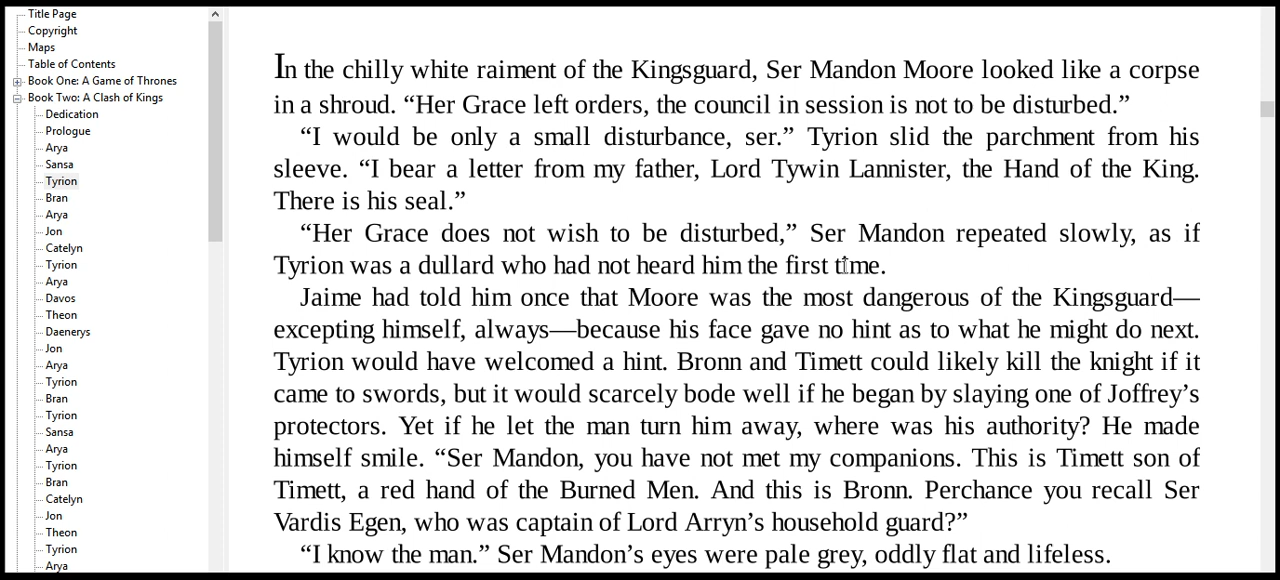 Title Page
Copyright
Maps
Table of Contents
Book One: A Game of Thrones
Book Two: A Clash of Kings
Dedication
Prologue
Arya
Sansa
Tyrion
Bran
Arya
Jon
Catelyn
Tyrion
Arya
Davos
Theon
Daenerys
Jon
Arya
Tyrion
Bran
Tyrion
Sansa
Arya
Tyrion
Bran
Catelyn
Jon
Theon
Tyrion
Arya
In the chilly white raiment of the Kingsguard, Ser Mandon Moore looked like a corpse
in a shroud. “Her Grace left orders, the council in session is not to be disturbed.”
“I would be only a small disturbance, ser.” Tyrion slid the parchment from his
sleeve. “I bear a letter from my father, Lord Tywin Lannister, the Hand of the King.
There is his seal.”
“Her Grace does not wish to be disturbed,” Ser Mandon repeated slowly, as if
Tyrion was a dullard who had not heard him the first time.
Jaime had told him once that Moore was the most dangerous of the Kingsguard—
excepting himself, always—because his face gave no hint as to what he might do next.
Tyrion would have welcomed a hint. Bronn and Timett could likely kill the knight if it
came to swords, but it would scarcely bode well if he began by slaying one of Joffrey’s
protectors. Yet if he let the man turn him away, where was his authority? He made
himself smile. “Ser Mandon, you have not met my companions. This is Timett son of
Timett, a red hand of the Burned Men. And this is Bronn. Perchance you recall Ser
Vardis Egen, who was captain of Lord Arryn’s household guard?”
“I know the man.” Ser Mandon’s eyes were pale grey, oddly flat and lifeless.